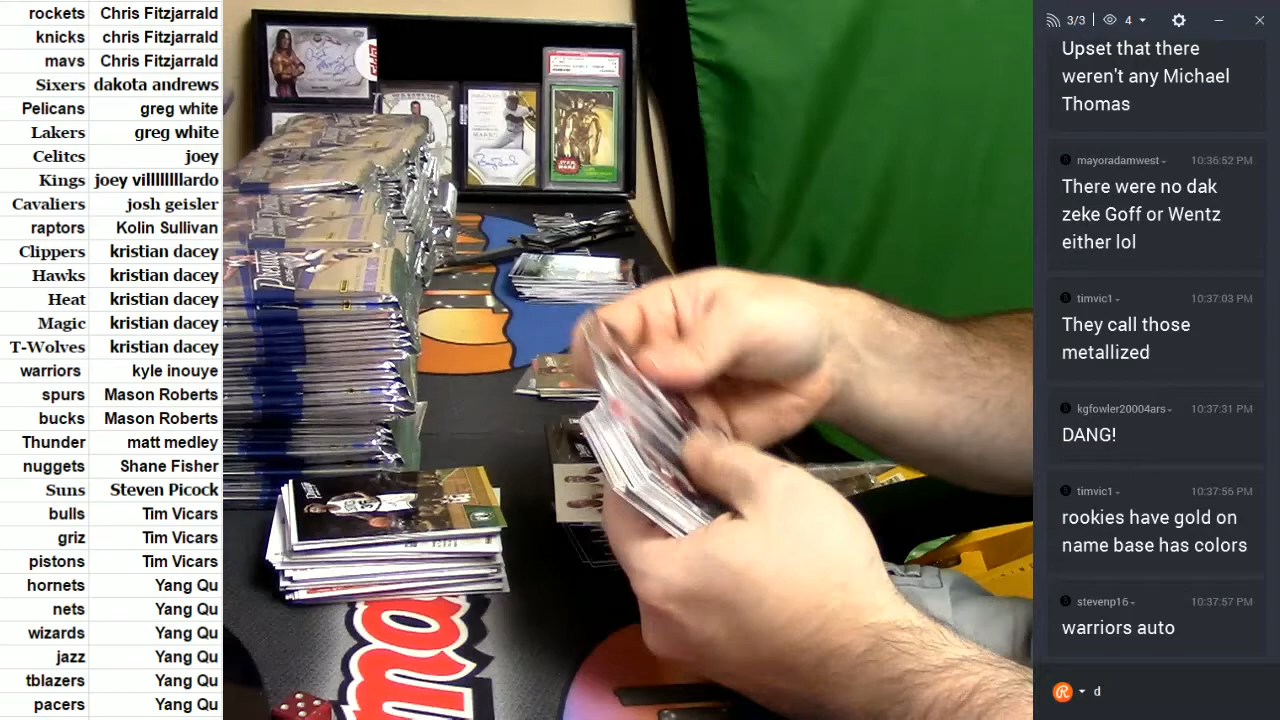 rockets Chris Fitzjarrald
knicks chris Fitzjarrald
mavs Chris Fitzjarrald
Sixers dakota andrews
Pelicans greg white
Lakers greg white
Celitcs joey
Kings joey villlllllardo
Cavaliers josh geisler
raptors Kolin Sullivan
Clippers kristian dacey
Hawks kristian dacey
Heat kristian dacey
Magic kristian dacey
T-Wolves kristian dacey
warriors kyle inouye
spurs Mason Roberts
bucks Mason Roberts
Thunder matt medley
nuggets Shane Fisher
Suns Steven Picock
bulls Tim Vicars
griz Tim Vicars
pistons Tim Vicars
hornets Yang Qu
nets Yang Qu
wizards Yang Qu
jazz Yang Qu
tblazers Yang Qu
pacers Yang Qu
STAR
WARS
Prestige
3/3 4
Upset that there
weren't any Michael
Thomas
mayoradamwest 10:36:52 PM
There were no dak
zeke Goff or Wentz
either lol
timvic1 10:37:03 PM
They call those
metallized
kgfowler20004ars 10:37:31 PM
DANG!
timvic1 10:37:56 PM
rookies have gold on
name base has colors
stevenp16 10:37:57 PM
warriors auto
d